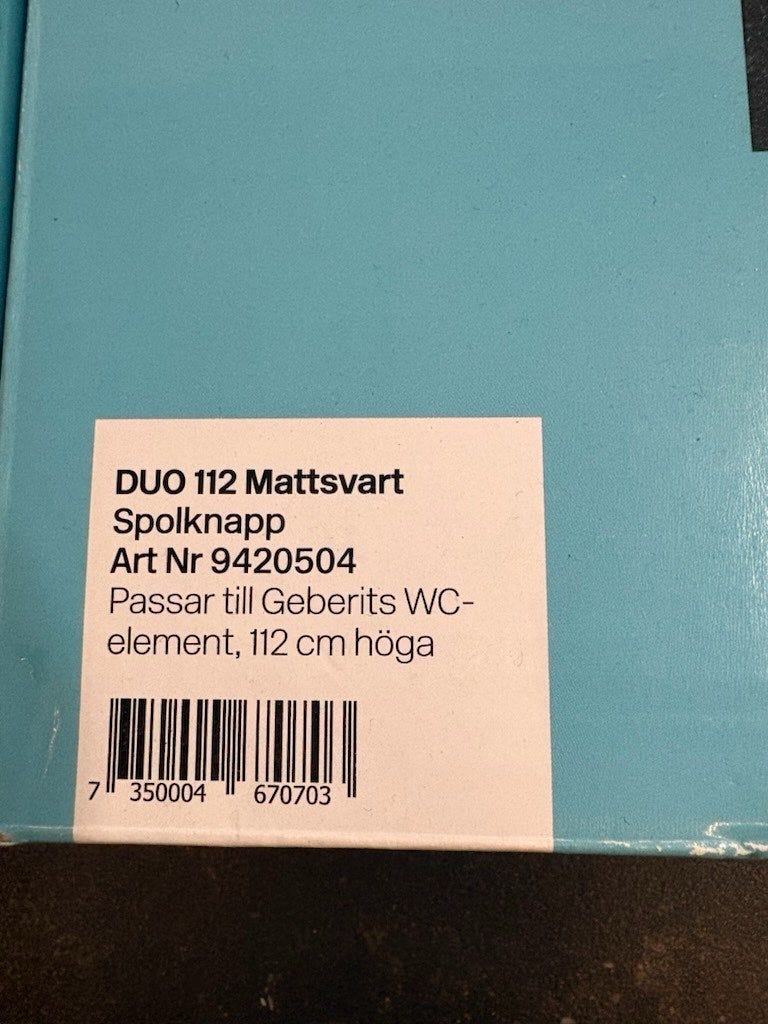 DUO 112 Mattsvart
Spolknapp
Art Nr 9420504
Passar till Geberits WC-
element, 112 cm höga
7 350004 670703